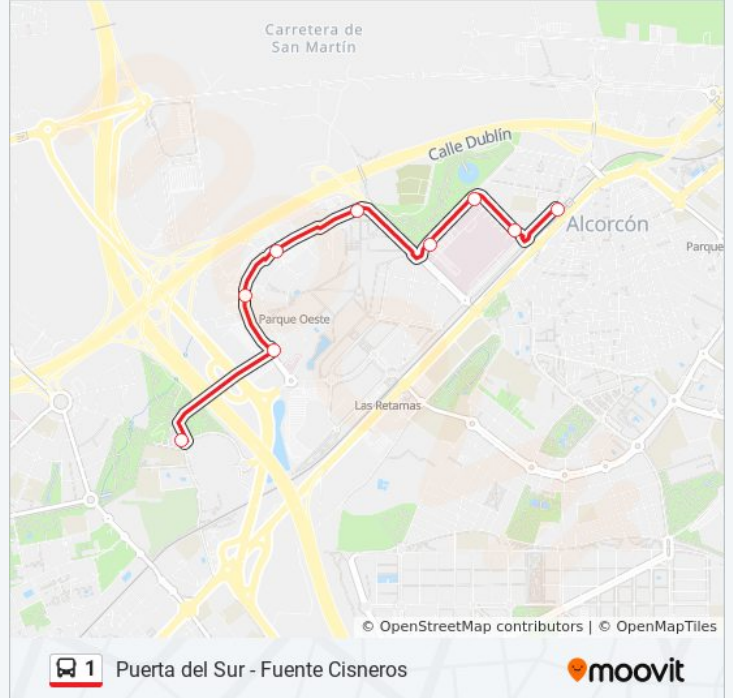 Carretera de
San Martín
Calle Dublín
Alcorcón
Parque
Parque Oeste
Las Retamas
© OpenStreetMap contributors | © OpenMapTiles
1 Puerta del Sur - Fuente Cisneros
moovit